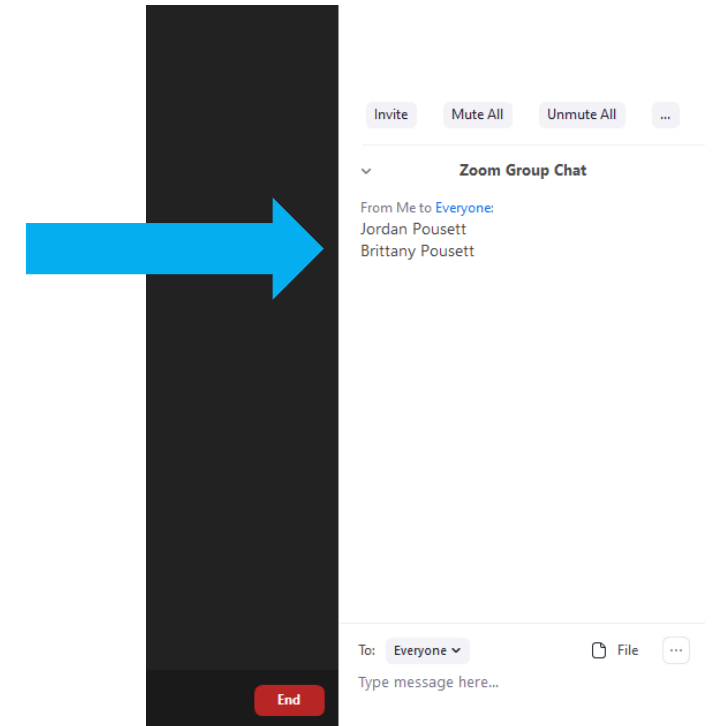 Invite Mute All Unmute All ...
Zoom Group Chat
From Me to Everyone:
Jordan Pousett
Brittany Pousett
To: Everyone File ...
Type message here...
End